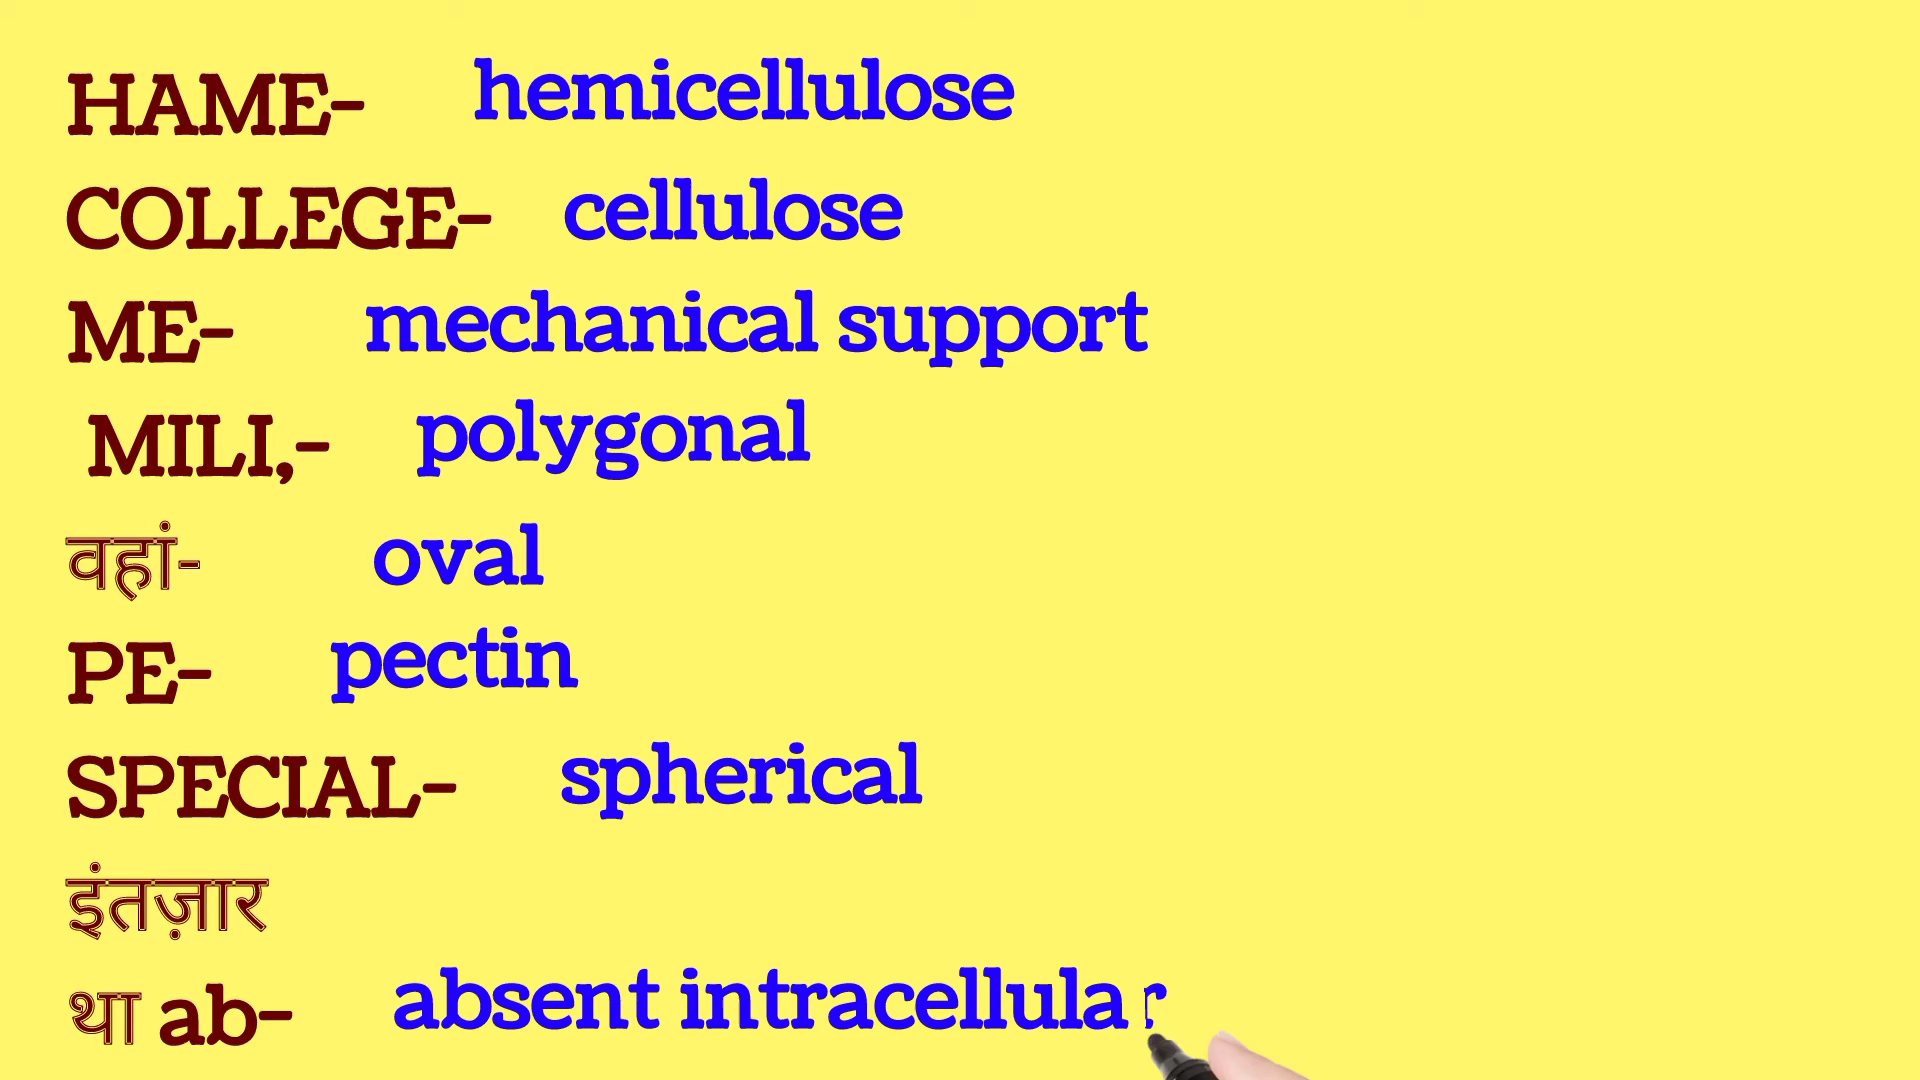 HAME- hemicellulose
COLLEGE- cellulose
ME- mechanical support
MILI,- polygonal
वहां- oval
PE- pectin
SPECIAL- spherical
इंतज़ार
था ab- absent intracellular